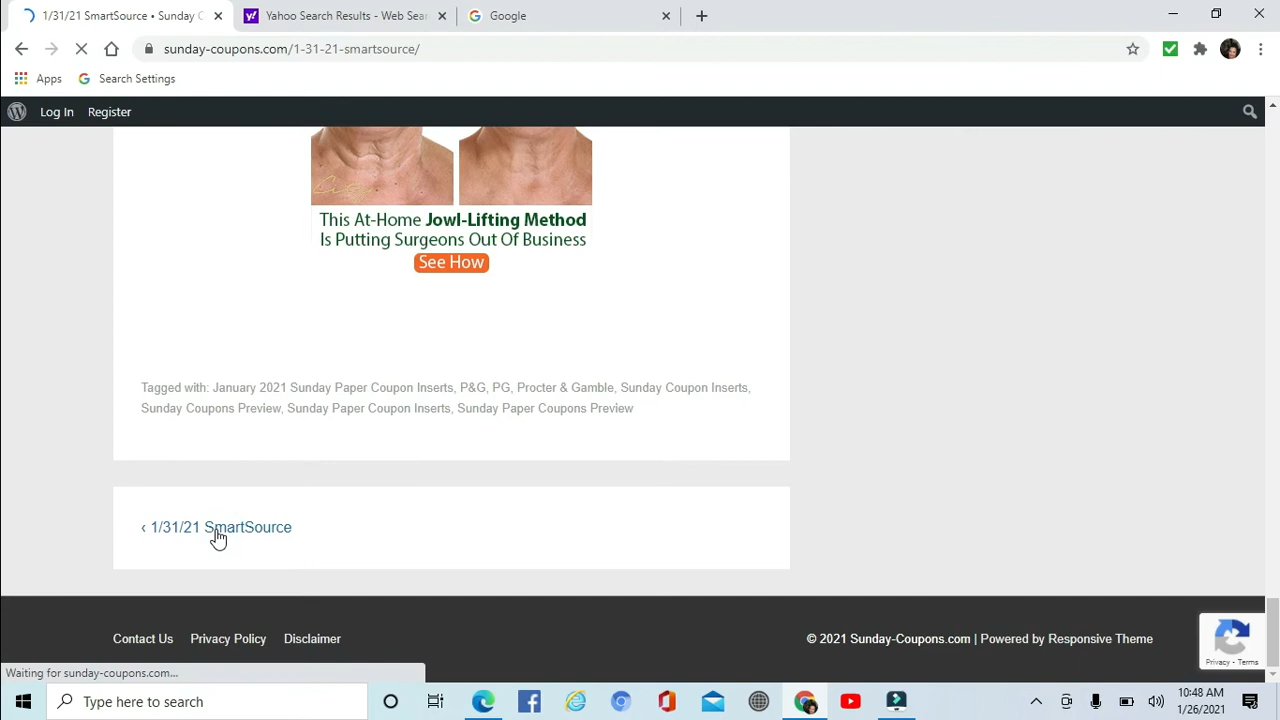 1/31/21 SmartSource • Sunday C
Yahoo Search Results - Web Sear
Google
sunday-coupons.com/1-31-21-smartsource/
Apps
Search Settings
Log In
Register
This At-Home Jowl-Lifting Method
Is Putting Surgeons Out Of Business
See How
Tagged with: January 2021 Sunday Paper Coupon Inserts, P&G, PG, Procter & Gamble, Sunday Coupon Inserts,
Sunday Coupons Preview, Sunday Paper Coupon Inserts, Sunday Paper Coupons Preview
‹ 1/31/21 SmartSource
Contact Us
Privacy Policy
Disclaimer
© 2021 Sunday-Coupons.com | Powered by Responsive Theme
Privacy - Terms
Waiting for sunday-coupons.com...
Type here to search
10:48 AM
1/26/2021